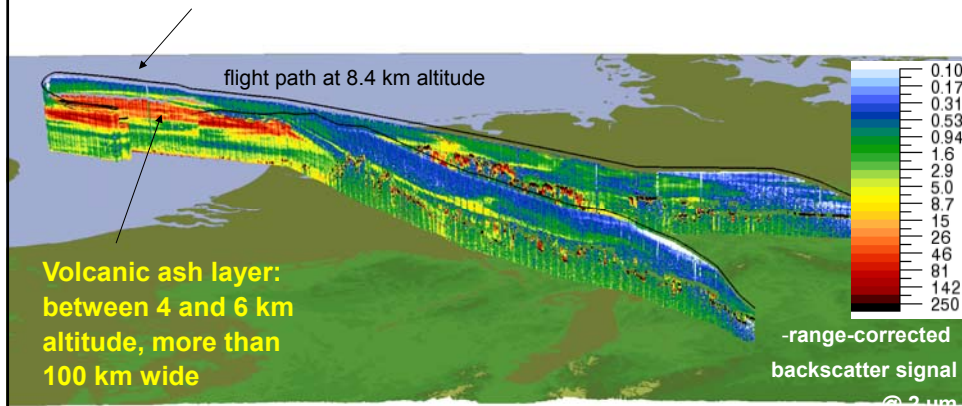 flight path at 8.4 km altitude
0.10
0.17
0.31
0.53
0.94
1.6
2.9
5.0
8.7
15
26
46
81
142
250
Volcanic ash layer:
between 4 and 6 km
altitude, more than
100 km wide
-range-corrected
backscatter signal
@ 2 µm